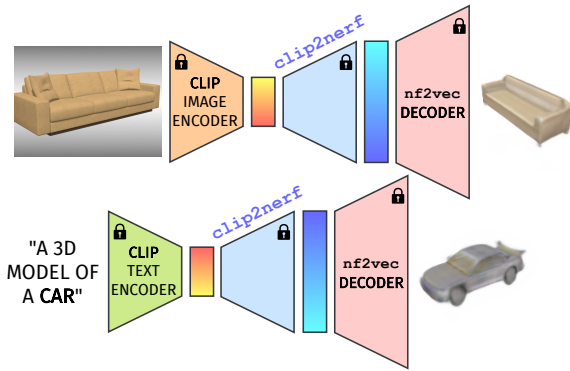 clip2nerf
CLIP
IMAGE
ENCODER
nf2vec
DECODER
clip2nerf
"A 3D
MODEL OF
A CAR"
CLIP
TEXT
ENCODER
nf2vec
DECODER